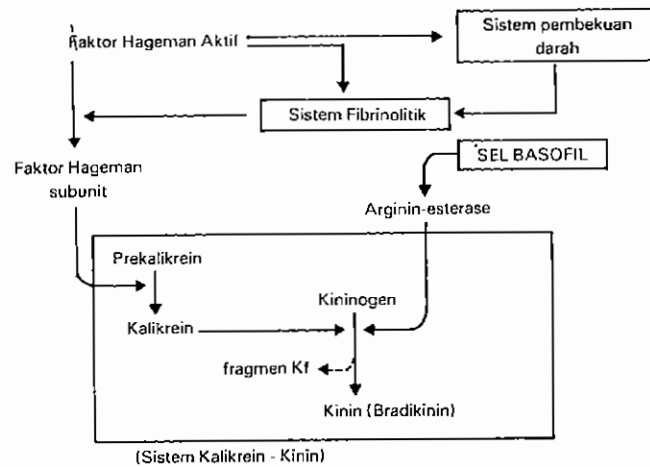 Faktor Hageman Aktif
Sistem pembekuan
darah
Sistem Fibrinolitik
SEL BASOFIL
Faktor Hageman
subunit
Arginin-esterase
Prekalikrein
Kininogen
Kalikrein
fragmen Kf
Kinin (Bradikinin)
(Sistem Kalikrein - Kinin)